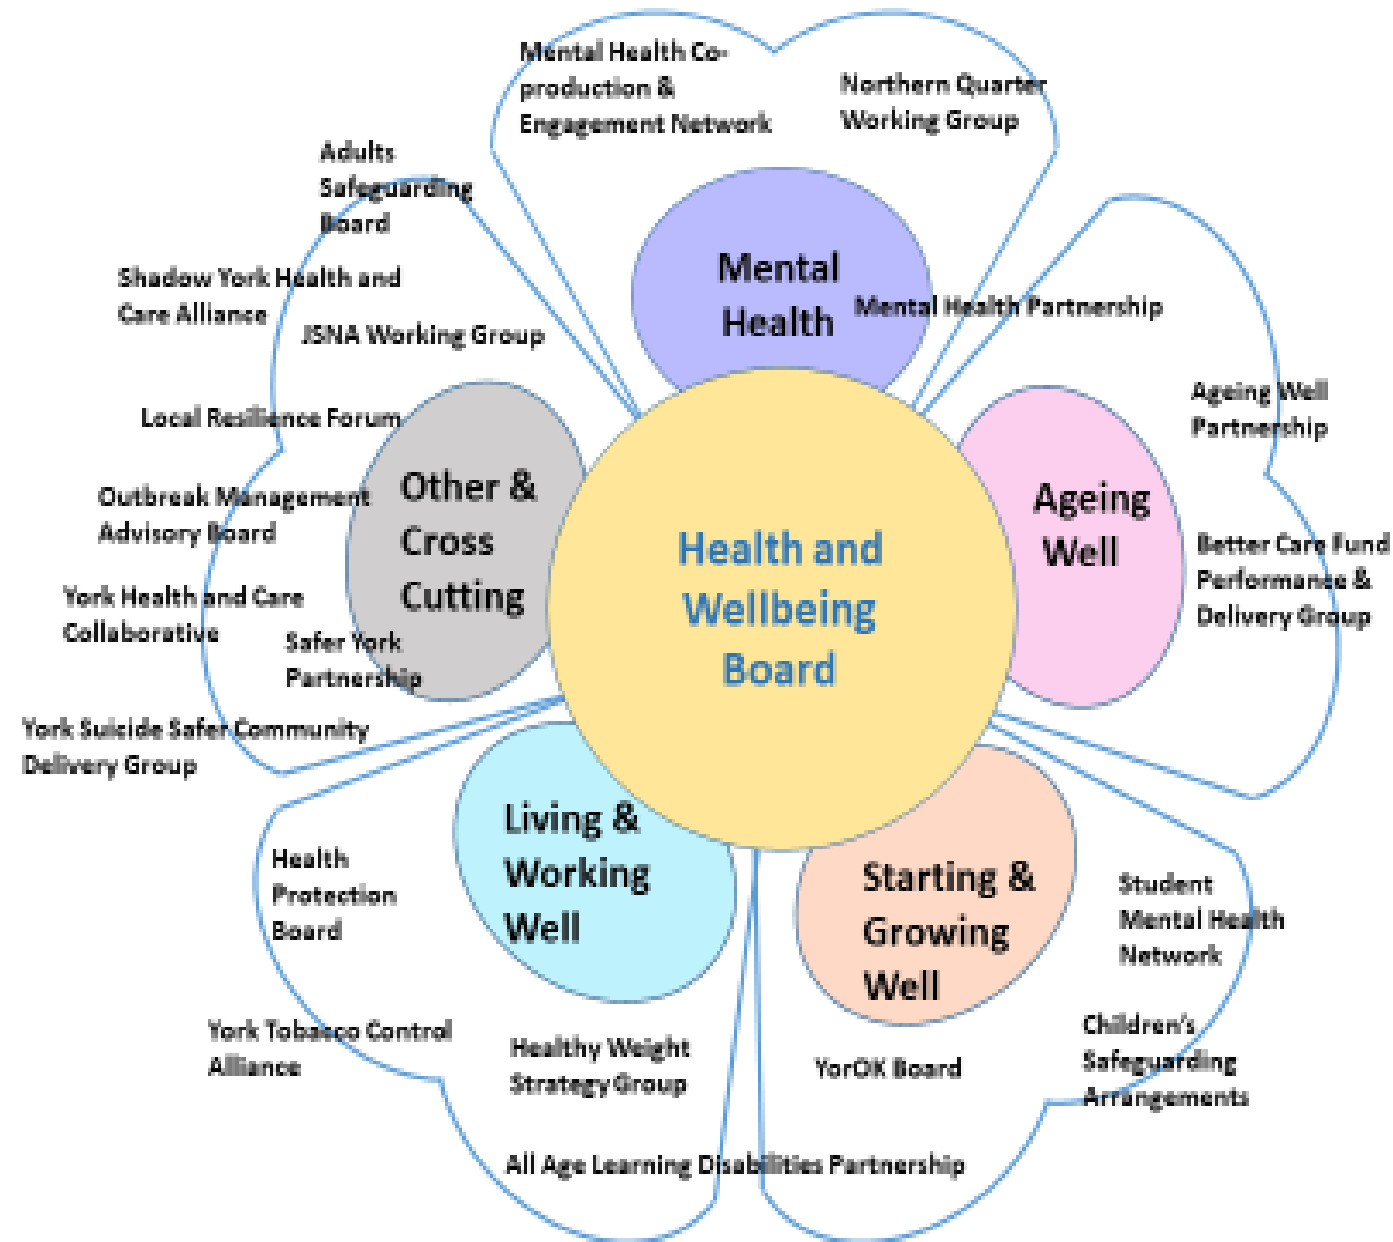 Mental Health Co-
production &
Engagement Network
Northern Quarter
Working Group
Adults
Safeguarding
Board
Shadow York Health and
Care Alliance
JSNA Working Group
Mental
Health
Mental Health Partnership
Local Resilience Forum
Ageing Well
Partnership
Outbreak Management
Advisory Board
Other &
Cross
Cutting
Health and
Wellbeing
Board
Ageing
Well
Better Care Fund
Performance &
Delivery Group
York Health and Care
Collaborative
Safer York
Partnership
York Suicide Safer Community
Delivery Group
Living &
Working
Well
Starting &
Growing
Well
Health
Protection
Board
Student
Mental Health
Network
York Tobacco Control
Alliance
Healthy Weight
Strategy Group
YorOK Board
Children's
Safeguarding
Arrangements
All Age Learning Disabilities Partnership